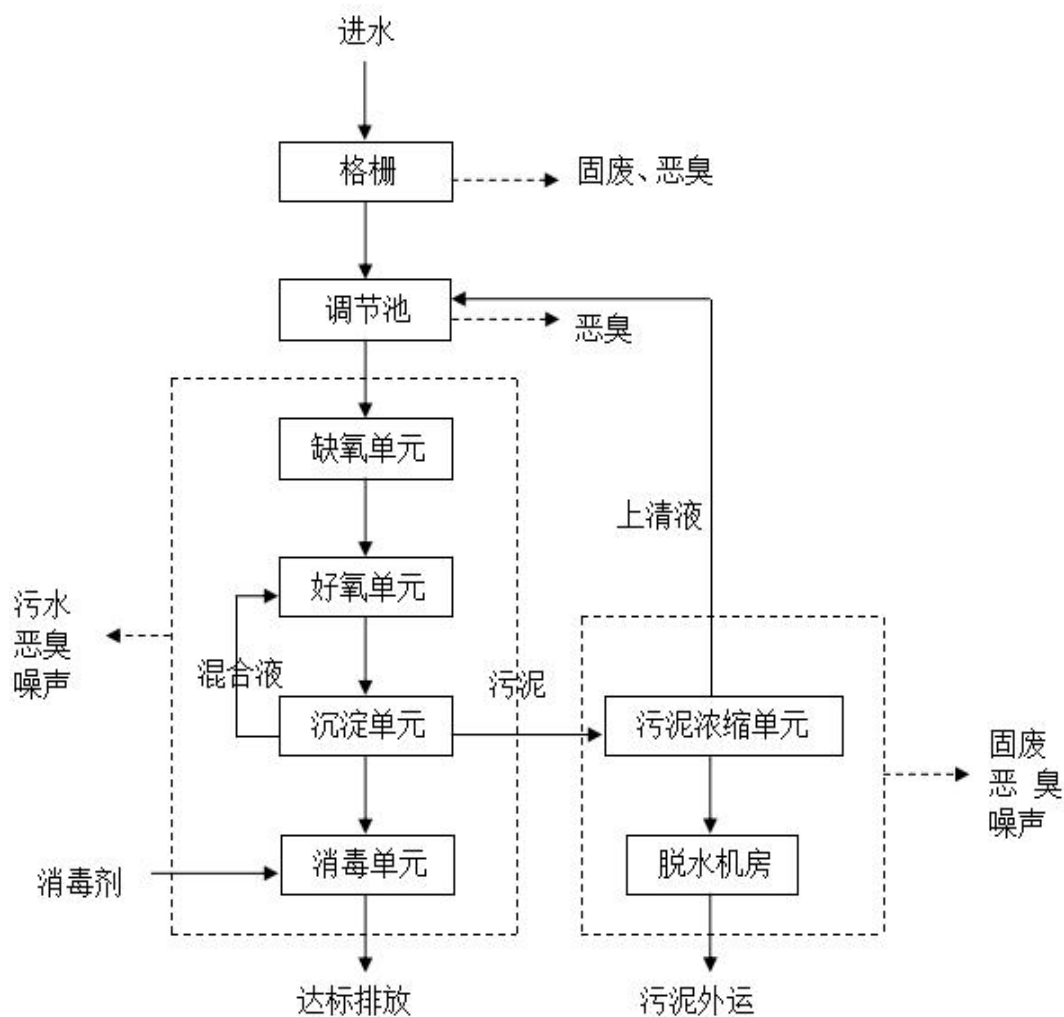 进水
格栅
固废、恶臭
调节池
恶臭
缺氧单元
上清液
好氧单元
污水
恶臭
噪声
混合液
污泥
沉淀单元
污泥浓缩单元
固废
恶 臭
噪声
消毒单元
脱水机房
消毒剂
达标排放
污泥外运